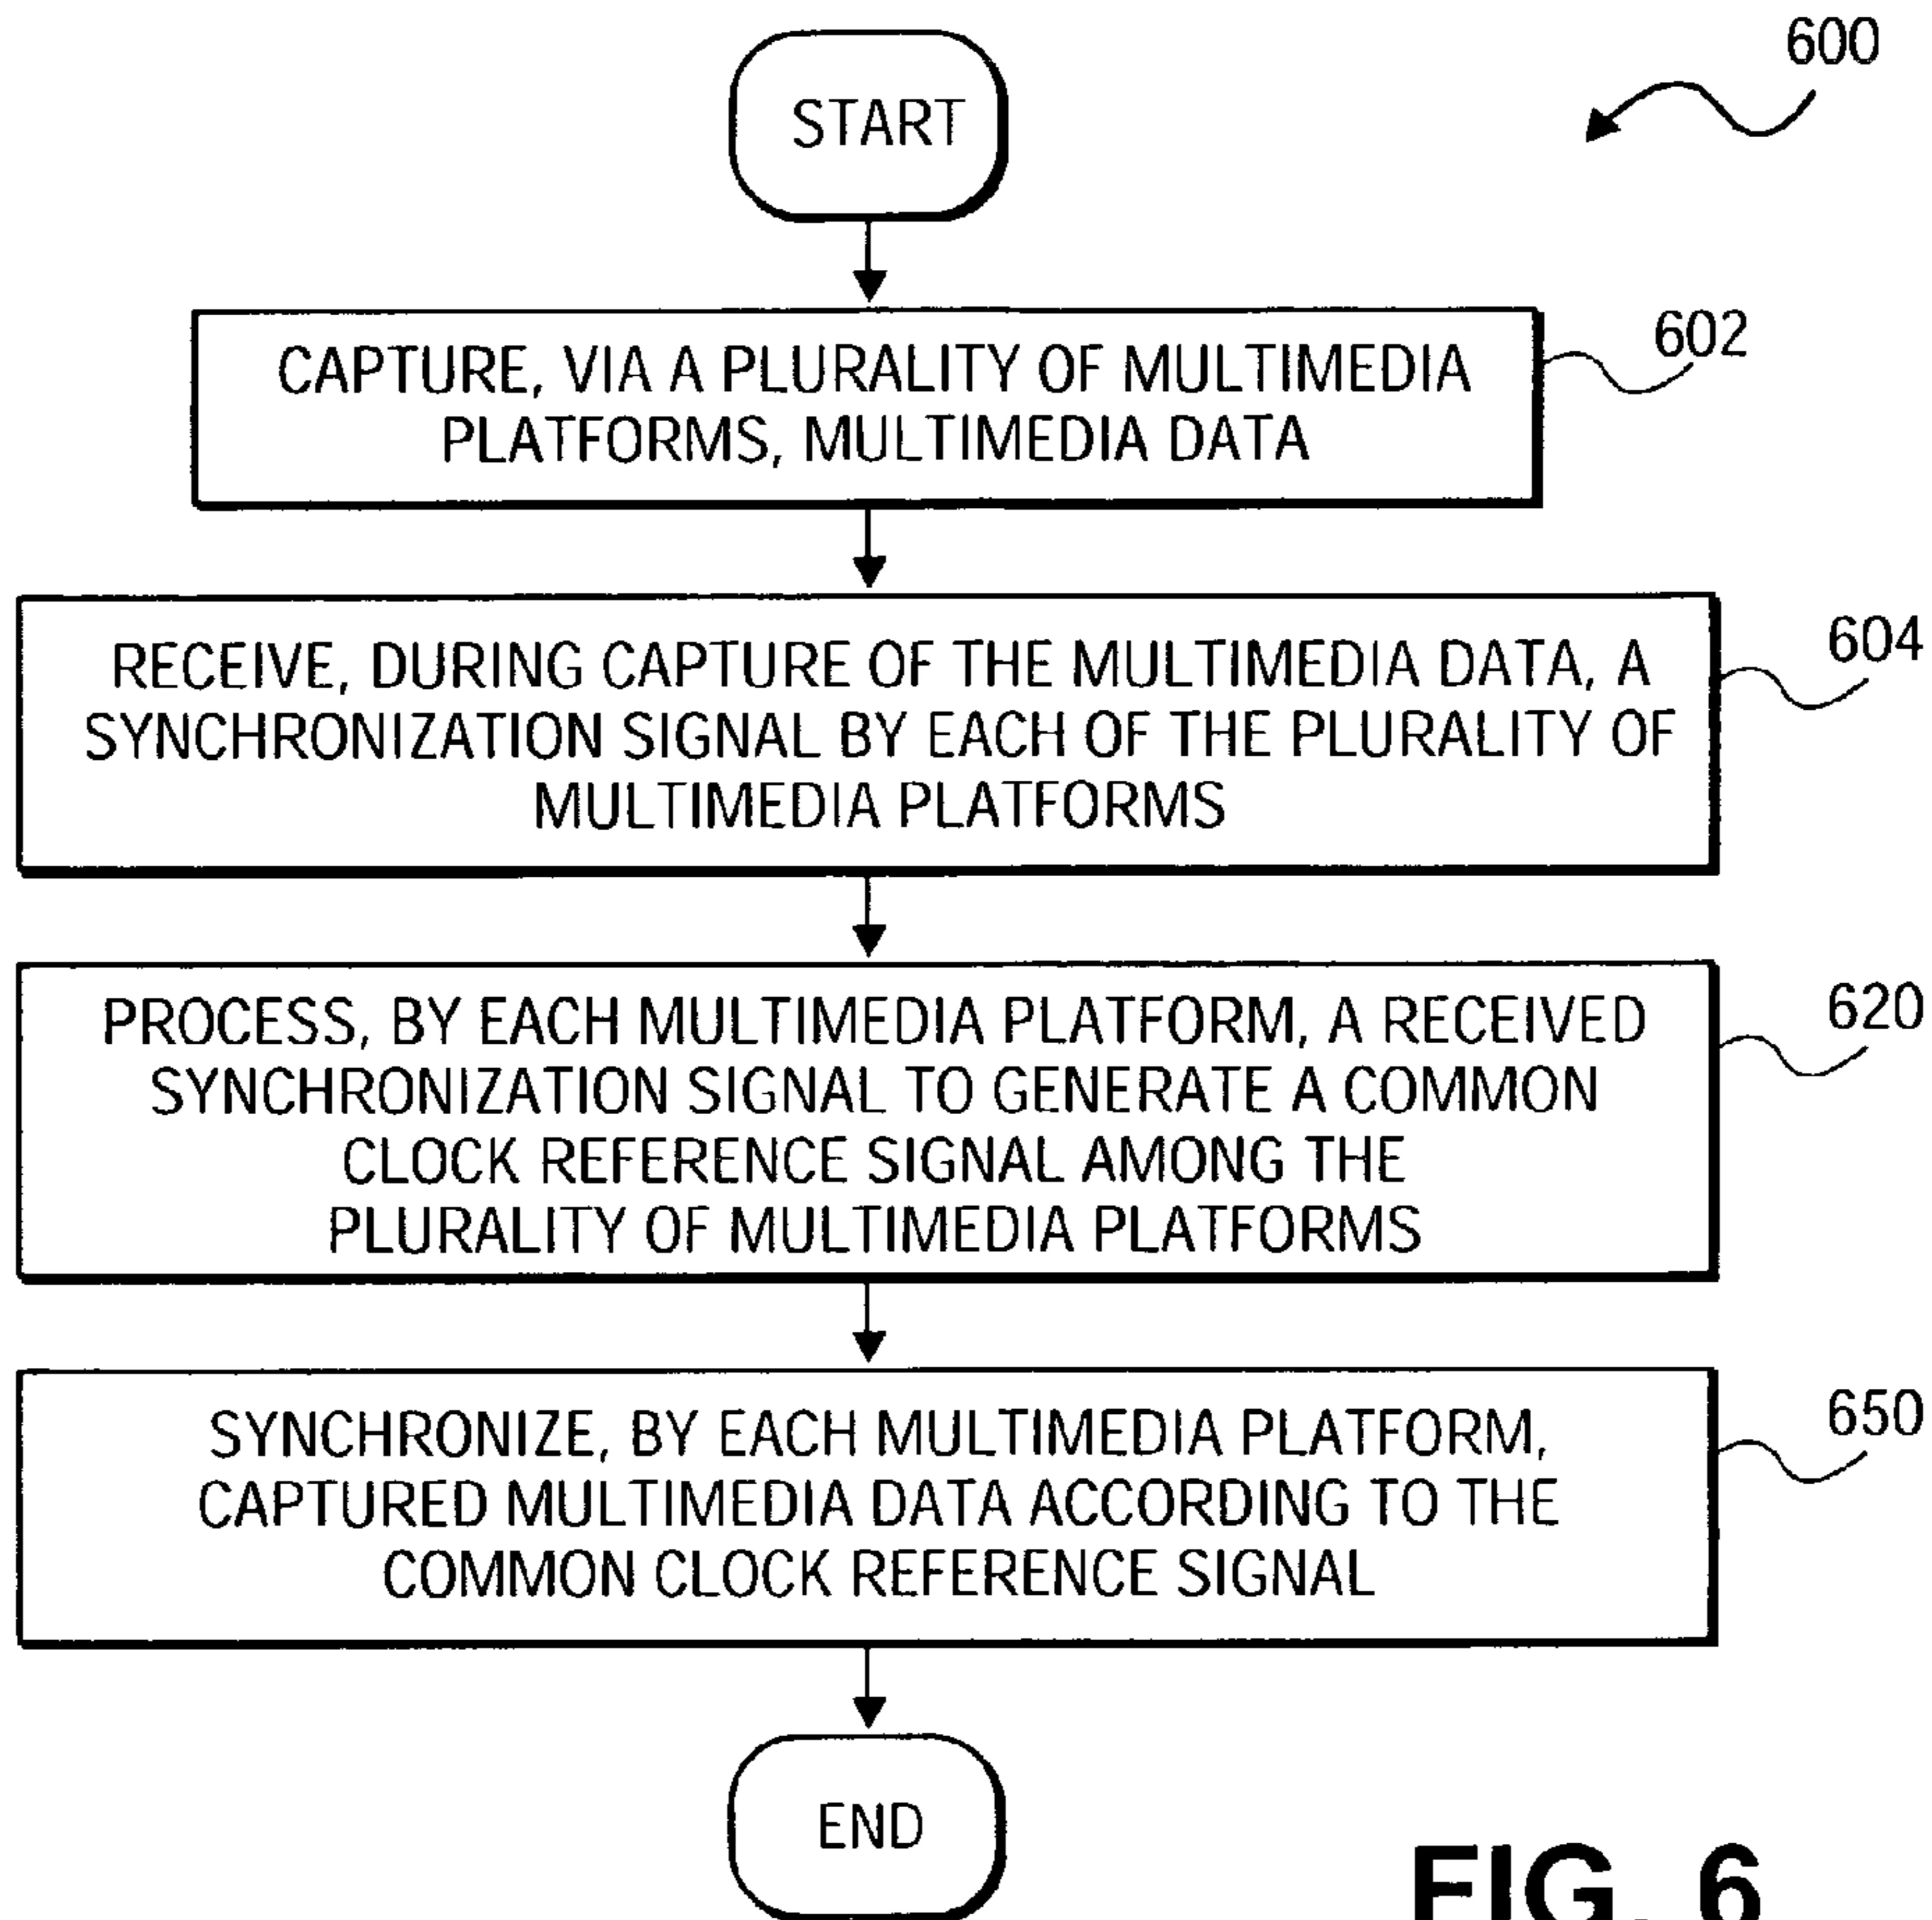 600
START
CAPTURE, VIA A PLURALITY OF MULTIMEDIA
PLATFORMS, MULTIMEDIA DATA
602
RECEIVE, DURING CAPTURE OF THE MULTIMEDIA DATA, A
SYNCHRONIZATION SIGNAL BY EACH OF THE PLURALITY OF
MULTIMEDIA PLATFORMS
604
PROCESS, BY EACH MULTIMEDIA PLATFORM, A RECEIVED
SYNCHRONIZATION SIGNAL TO GENERATE A COMMON
CLOCK REFERENCE SIGNAL AMONG THE
PLURALITY OF MULTIMEDIA PLATFORMS
620
SYNCHRONIZE, BY EACH MULTIMEDIA PLATFORM,
CAPTURED MULTIMEDIA DATA ACCORDING TO THE
COMMON CLOCK REFERENCE SIGNAL
650
END
FIG. 6